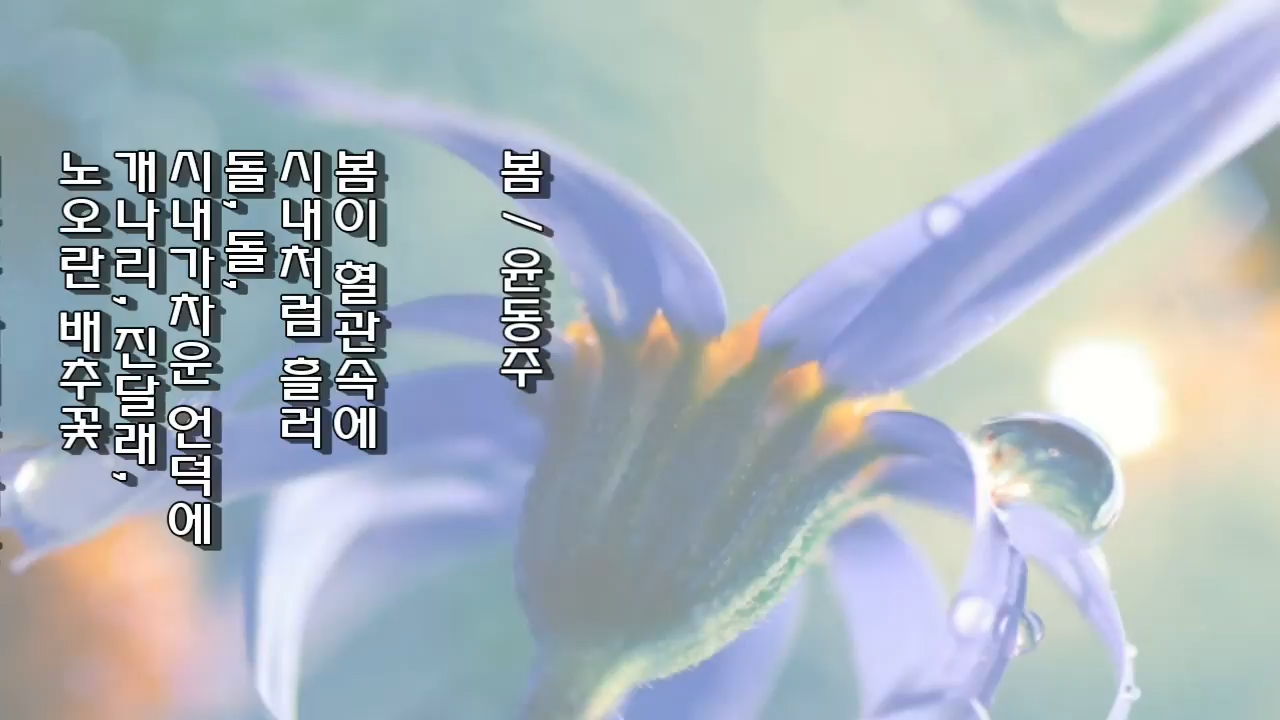 봄 / 윤동주
봄이 혈관속에
시내처럼 흘러
돌, 돌,
시내가차운 언덕에
개나리, 진달래,
노오란 배추꽃